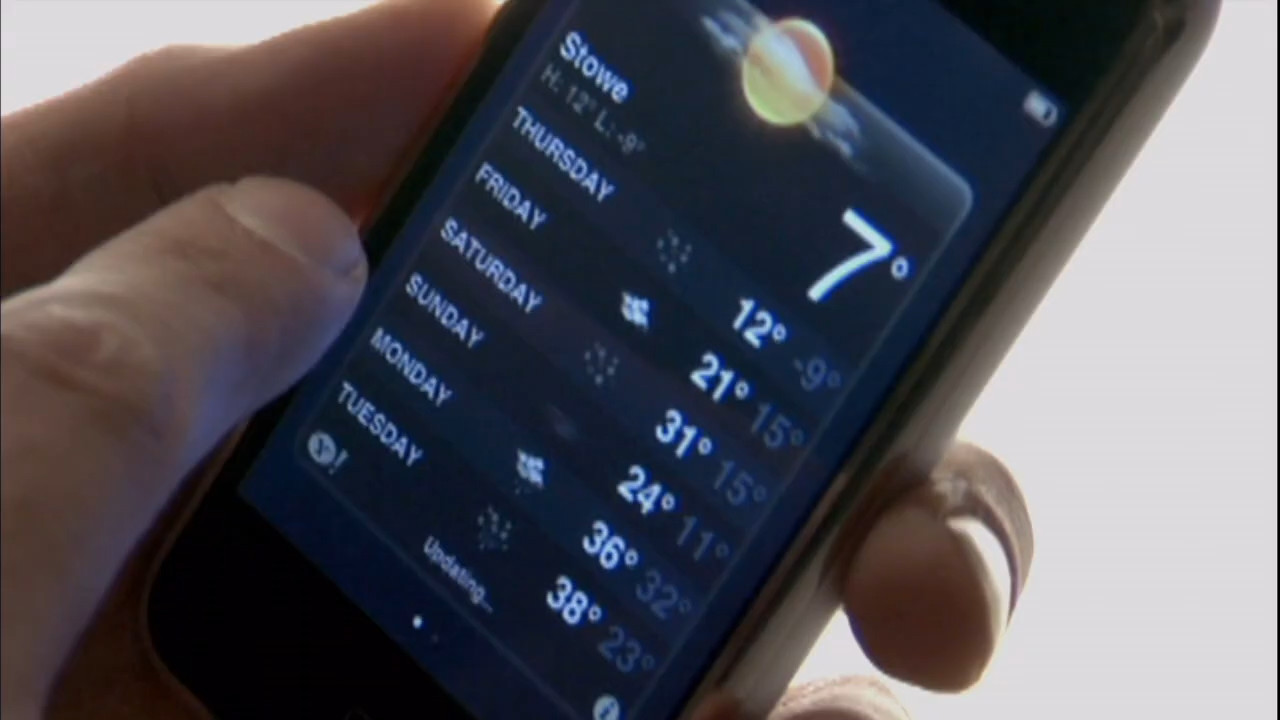 Stowe
H: 12° L: -9°
7°
THURSDAY 12° -9°
FRIDAY 21° 15°
SATURDAY 31° 15°
SUNDAY 24° 11°
MONDAY 36° 32°
TUESDAY 38° 23°
Y!
Updating...
i